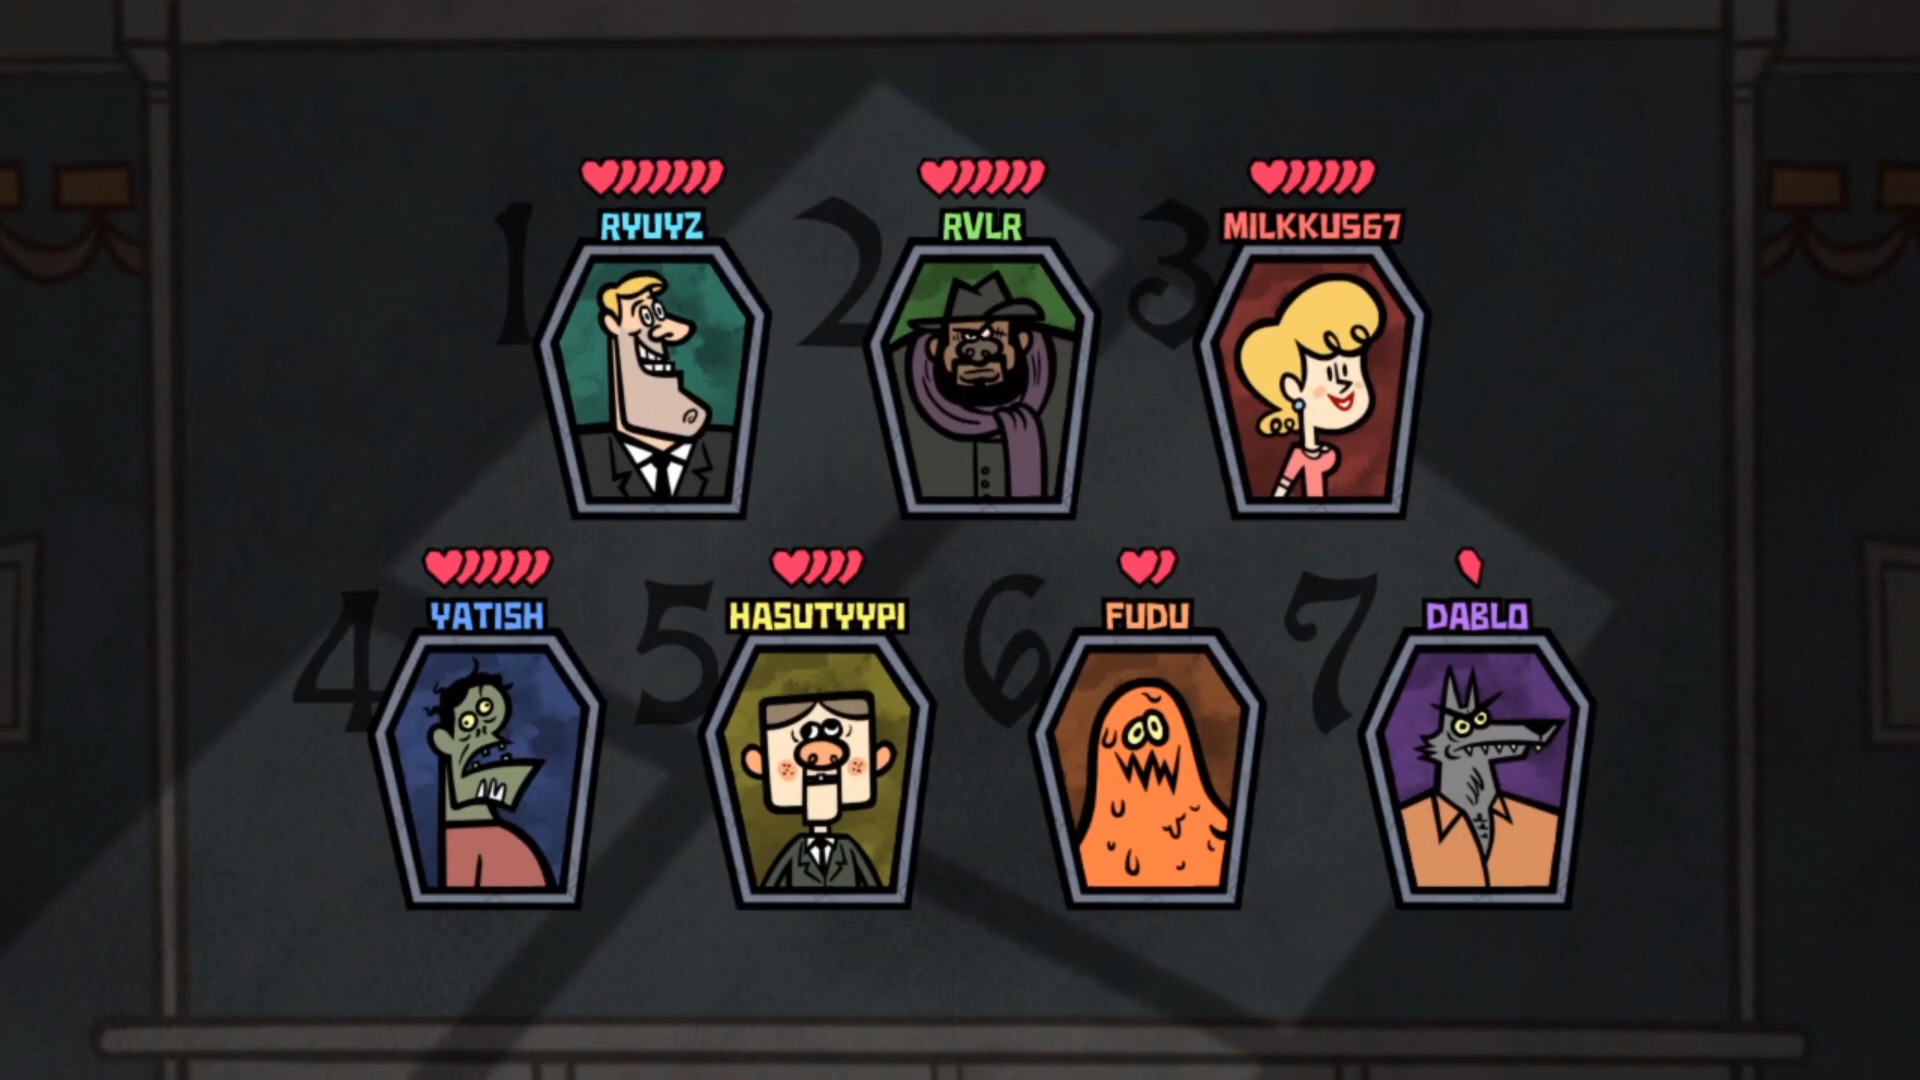 1 RYUYZ
2 RVLR
3 MILKKUS67
4 YATISH
5 HASUTYYPI
6 FUDU
7 DABLO